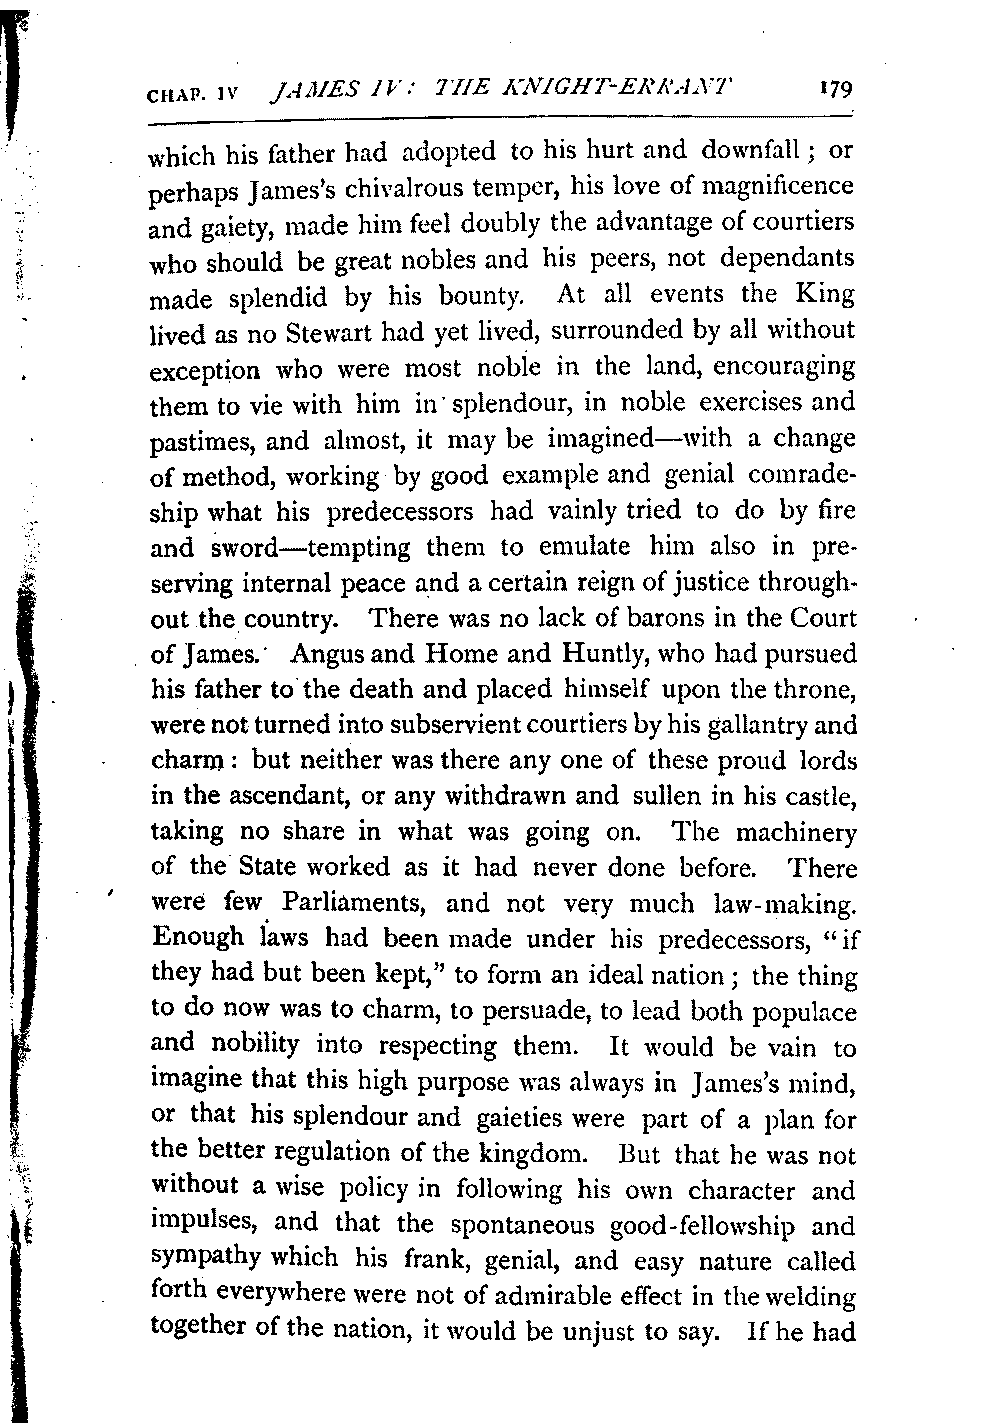 CHAP. IV JAMES IV: THE KNIGHT-ERRANT 179
which his father had adopted to his hurt and downfall; or
perhaps James's chivalrous temper, his love of magnificence
and gaiety, made him feel doubly the advantage of courtiers
who should be great nobles and his peers, not dependants
made splendid by his bounty. At all events the King
lived as no Stewart had yet lived, surrounded by all without
exception who were most noble in the land, encouraging
them to vie with him in splendour, in noble exercises and
pastimes, and almost, it may be imagined—with a change
of method, working by good example and genial comrade-
ship what his predecessors had vainly tried to do by fire
and sword—tempting them to emulate him also in pre-
serving internal peace and a certain reign of justice through-
out the country. There was no lack of barons in the Court
of James. Angus and Home and Huntly, who had pursued
his father to the death and placed himself upon the throne,
were not turned into subservient courtiers by his gallantry and
charm: but neither was there any one of these proud lords
in the ascendant, or any withdrawn and sullen in his castle,
taking no share in what was going on. The machinery
of the State worked as it had never done before. There
were few Parliaments, and not very much law-making.
Enough laws had been made under his predecessors, "if
they had but been kept," to form an ideal nation; the thing
to do now was to charm, to persuade, to lead both populace
and nobility into respecting them. It would be vain to
imagine that this high purpose was always in James's mind,
or that his splendour and gaieties were part of a plan for
the better regulation of the kingdom. But that he was not
without a wise policy in following his own character and
impulses, and that the spontaneous good-fellowship and
sympathy which his frank, genial, and easy nature called
forth everywhere were not of admirable effect in the welding
together of the nation, it would be unjust to say. If he had